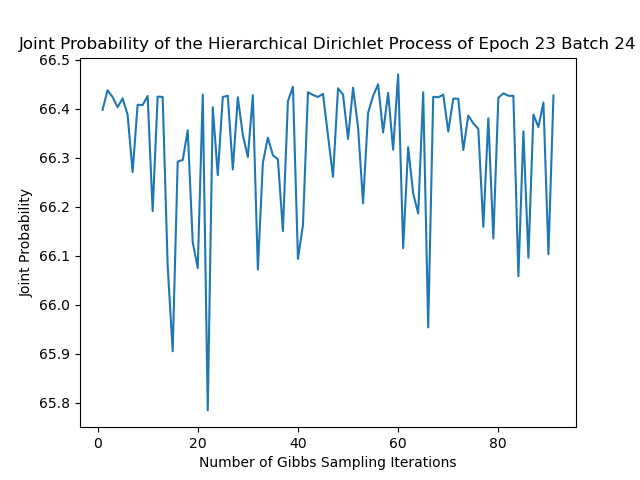 Joint Probability of the Hierarchical Dirichlet Process of Epoch 23 Batch 24
66.5
66.4
66.3
66.2
66.1
66.0
65.9
65.8
Joint Probability
0 20 40 60 80
Number of Gibbs Sampling Iterations